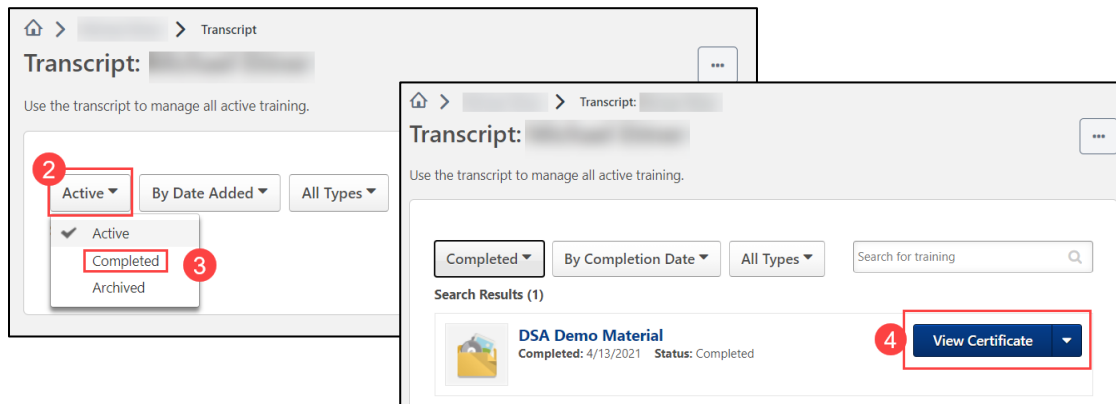 Transcript
Transcript:
Use the transcript to manage all active training.
2
Active By Date Added All Types
Active
Completed
3
Archived
Transcript:
Transcript:
Use the transcript to manage all active training.
Completed By Completion Date All Types Search for training
Search Results (1)
DSA Demo Material
Completed: 4/13/2021 Status: Completed
4
View Certificate